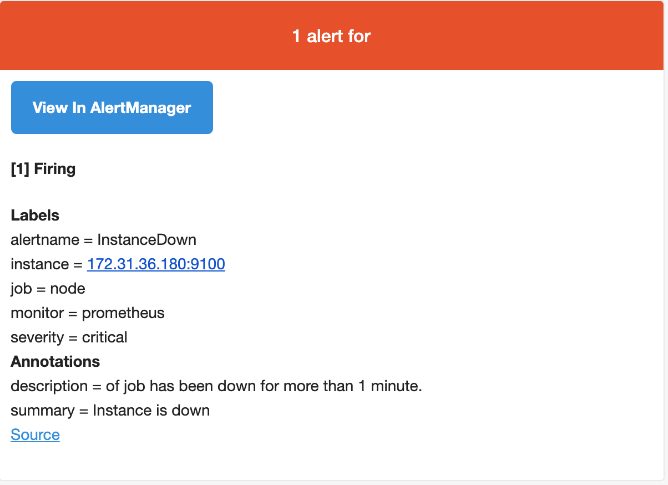 1 alert for
View In AlertManager
[1] Firing
Labels
alertname = InstanceDown
instance = 172.31.36.180:9100
job = node
monitor = prometheus
severity = critical
Annotations
description = of job has been down for more than 1 minute.
summary = Instance is down
Source